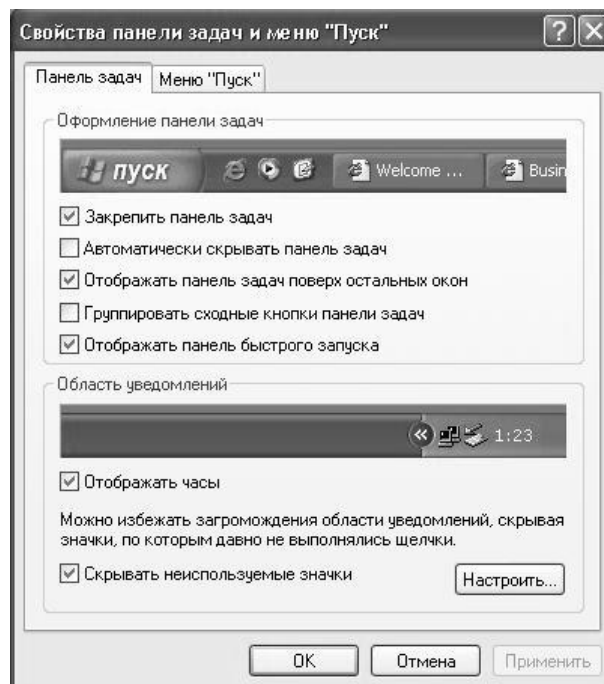 Свойства панели задач и меню "Пуск"
Панель задач Меню "Пуск"
Оформление панели задач
пуск Welcome ... Busin
Закрепить панель задач
Автоматически скрывать панель задач
Отображать панель задач поверх остальных окон
Группировать сходные кнопки панели задач
Отображать панель быстрого запуска
Область уведомлений
1:23
Отображать часы
Можно избежать загромождения области уведомлений, скрывая
значки, по которым давно не выполнялись щелчки.
Скрывать неиспользуемые значки Настроить...
ОК Отмена Применить